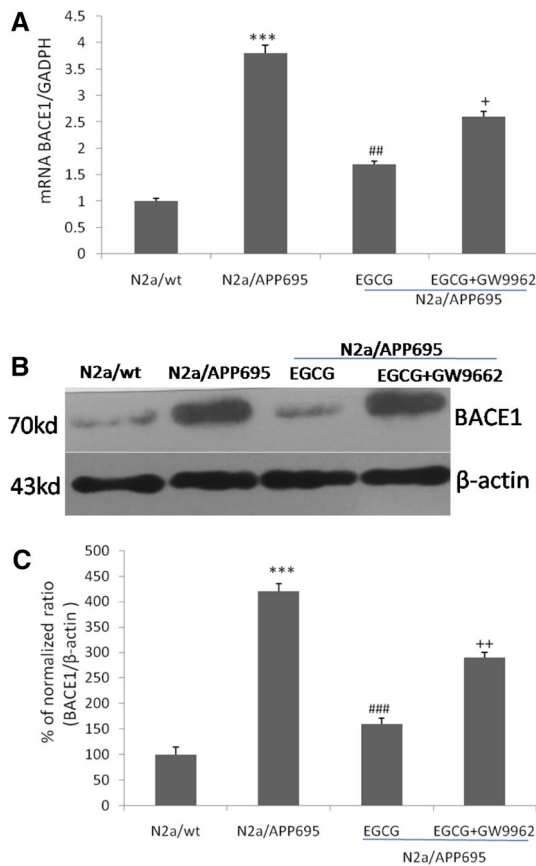 A
mRNA BACE1/GADPH
4.5
4
3.5
3
2.5
2
1.5
1
0.5
0
***
##
+
N2a/wt
N2a/APP695
EGCG
EGCG+GW9962
N2a/APP695
B
N2a/APP695
N2a/wt
N2a/APP695
EGCG
EGCG+GW9662
70kd
BACE1
43kd
β-actin
C
% of normalized ratio
(BACE1/β-actin )
500
450
400
350
300
250
200
150
100
50
0
***
###
++
N2a/wt
N2a/APP695
EGCG
EGCG+GW9962
N2a/APP695